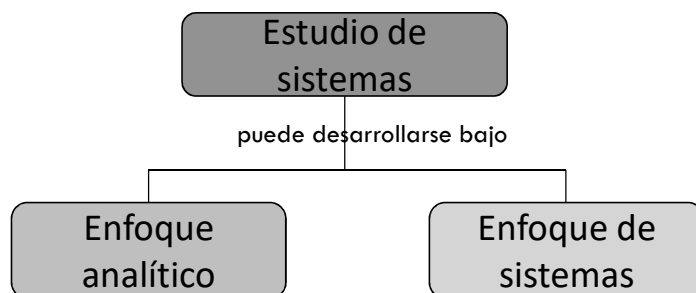 Estudio de
sistemas
puede desarrollarse bajo
Enfoque
analítico
Enfoque de
sistemas